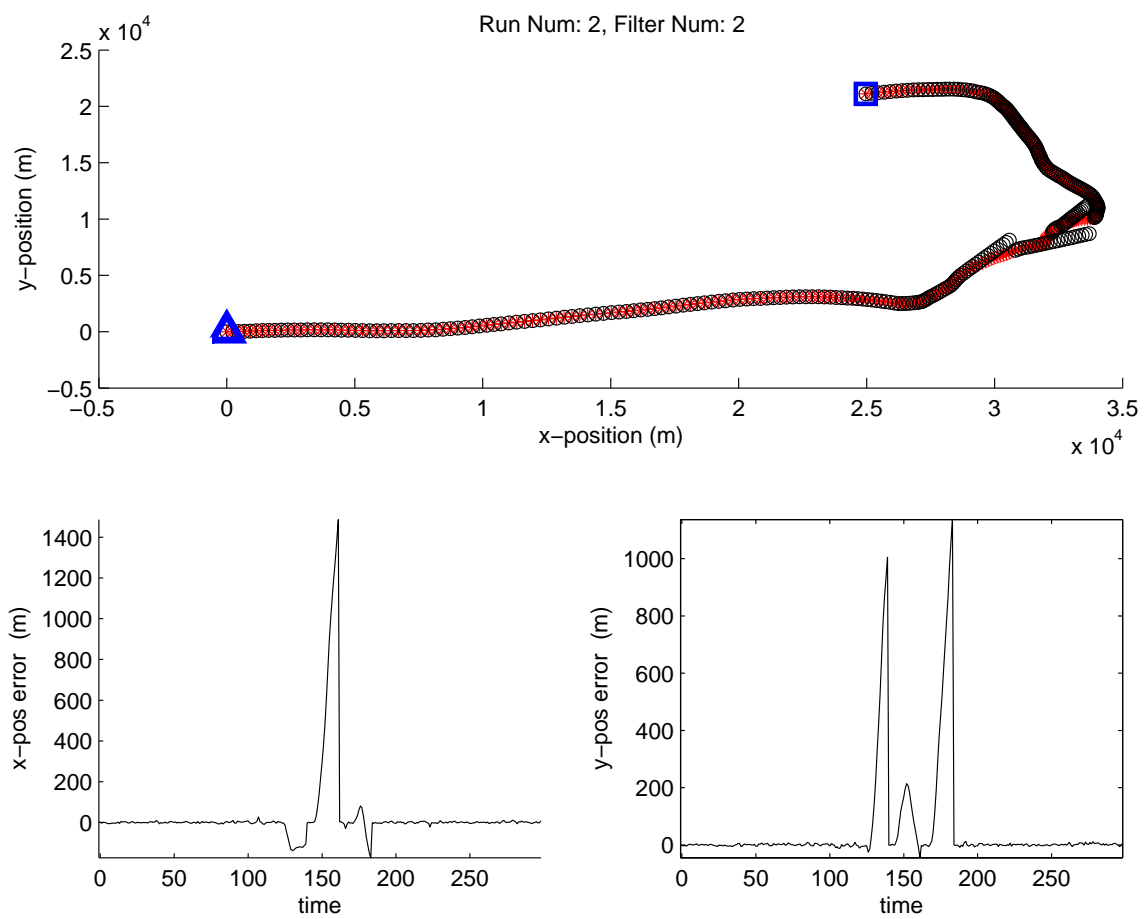 Run Num: 2, Filter Num: 2
x 10^4
2.5
2
1.5
1
0.5
0
−0.5
y−position (m)
−0.5 0 0.5 1 1.5 2 2.5 3 3.5
x 10^4
x−position (m)
1400
1200
1000
800
600
400
200
0
x−pos error (m)
0 50 100 150 200 250
time
1000
800
600
400
200
0
y−pos error (m)
0 50 100 150 200 250
time